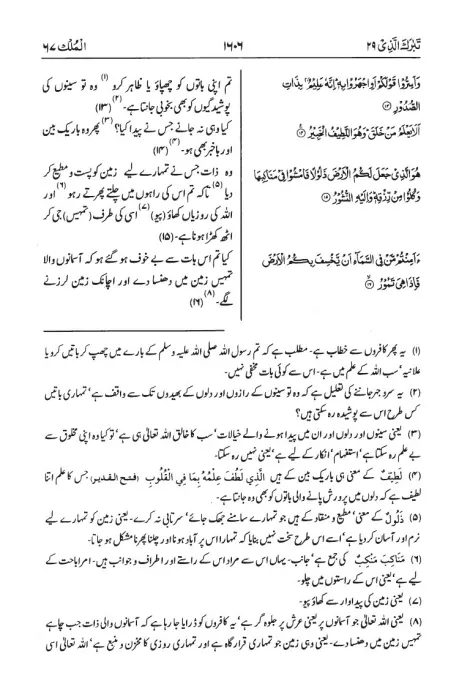 تَبٰرَكَ الَّذِيْ ۲۹
۱۶۰۶
الْمُلْك ۶۷
وَاَسِرُّوْا قَوْلَكُمْ اَوِاجْهَرُوْا بِهٖ ؕ اِنَّهٗ عَلِيْمٌۢ بِذَاتِ
الصُّدُوْرِ ۝۱۳
اَلَا يَعْلَمُ مَنْ خَلَقَ ؕ وَهُوَ اللَّطِيْفُ الْخَبِيْرُ ۝۱۴
هُوَالَّذِيْ جَعَلَ لَكُمُ الْاَرْضَ ذَلُوْلًا فَامْشُوْا فِيْ مَنَاكِبِهَا
وَكُلُوْا مِنْ رِّزْقِهٖ ؕ وَاِلَيْهِ النُّشُوْرُ ۝۱۵
ءَاَمِنْتُمْ مَّنْ فِي السَّمَآءِ اَنْ يَّخْسِفَ بِكُمُ الْاَرْضَ
فَاِذَا هِيَ تَمُوْرُ ۝۱۶
تم اپنی باتوں کو چھپاؤ یا ظاہر کرو (۱) وہ تو سینوں کی
پوشیدگیوں کو بھی بخوبی جانتا ہے۔ (۲) (۱۳)
کیا وہی نہ جانے جس نے پیدا کیا؟ (۳) پھر وہ باریک بین
اور باخبر بھی ہو۔ (۴) (۱۴)
وہ ذات جس نے تمہارے لیے زمین کو پست و مطیع کر
دیا (۵) تاکہ تم اس کی راہوں میں چلتے پھرتے رہو (۶) اور
اللہ کی روزیاں کھاؤ (پیو) (۷) اسی کی طرف (تمہیں) جی کر
اٹھ کھڑا ہونا ہے۔ (۱۵)
کیا تم اس بات سے بے خوف ہو گئے ہو کہ آسمانوں والا
تمہیں زمین میں دھنسا دے اور اچانک زمین لرزنے
لگے۔ (۸) (۱۶)
(۱) یہ پھر کافروں سے خطاب ہے۔ مطلب ہے کہ تم رسول اللہ صلی اللہ علیہ وسلم کے بارے میں چھپ کر باتیں کرو یا
علانیہ' سب اللہ کے علم میں ہے۔ اس سے کوئی بات مخفی نہیں۔
(۲) یہ سرو جہر جاننے کی تعلیل ہے کہ وہ تو سینوں کے رازوں اور دلوں کے بھیدوں تک سے واقف ہے' تمہاری باتیں
کس طرح اس سے پوشیدہ رہ سکتی ہیں؟
(۳) یعنی سینوں اور دلوں اور ان میں پیدا ہونے والے خیالات' سب کا خالق اللہ تعالیٰ ہی ہے' تو کیا وہ اپنی مخلوق سے
بے علم رہ سکتا ہے؟ استفہام' انکار کے لیے ہے' یعنی نہیں رہ سکتا۔
(۴) لَطِيْفٌ کے معنی ہی باریک بین کے ہیں الَّذِي لَطُفَ عِلْمُهُ بِمَا فِي الْقُلُوبِ (فتح القدیر) جس کا علم اتنا
لطیف ہے کہ دلوں میں پرورش پانے والی باتوں کو بھی وہ جانتا ہے۔
(۵) ذَلُوْلٌ کے معنی' مطیع و منقاد کے ہیں جو تمہارے سامنے جھک جائے' سرتابی نہ کرے۔ یعنی زمین کو تمہارے لیے
نرم اور آسان کر دیا ہے' اسے اس طرح سخت نہیں بنایا کہ تمہارا اس پر آباد ہونا اور چلنا پھرنا مشکل ہو جاتا۔
(۶) مَنَاكِبَ مَنْكِبٌ کی جمع ہے' جانب۔ یہاں اس سے مراد اس کے راستے اور اطراف و جوانب ہیں۔ امر اباحت کے
لیے ہے' یعنی اس کے راستوں میں چلو۔
(۷) یعنی زمین کی پیداوار سے کھاؤ پیو۔
(۸) یعنی اللہ تعالیٰ جو آسمانوں پر یعنی عرش پر جلوہ گر ہے' یہ کافروں کو ڈرایا جا رہا ہے کہ آسمانوں والی ذات جب چاہے
تمہیں زمین میں دھنسا دے۔ یعنی وہی زمین جو تمہاری قرار گاہ ہے اور تمہاری روزی کا مخزن و منبع ہے' اللہ تعالیٰ اسی